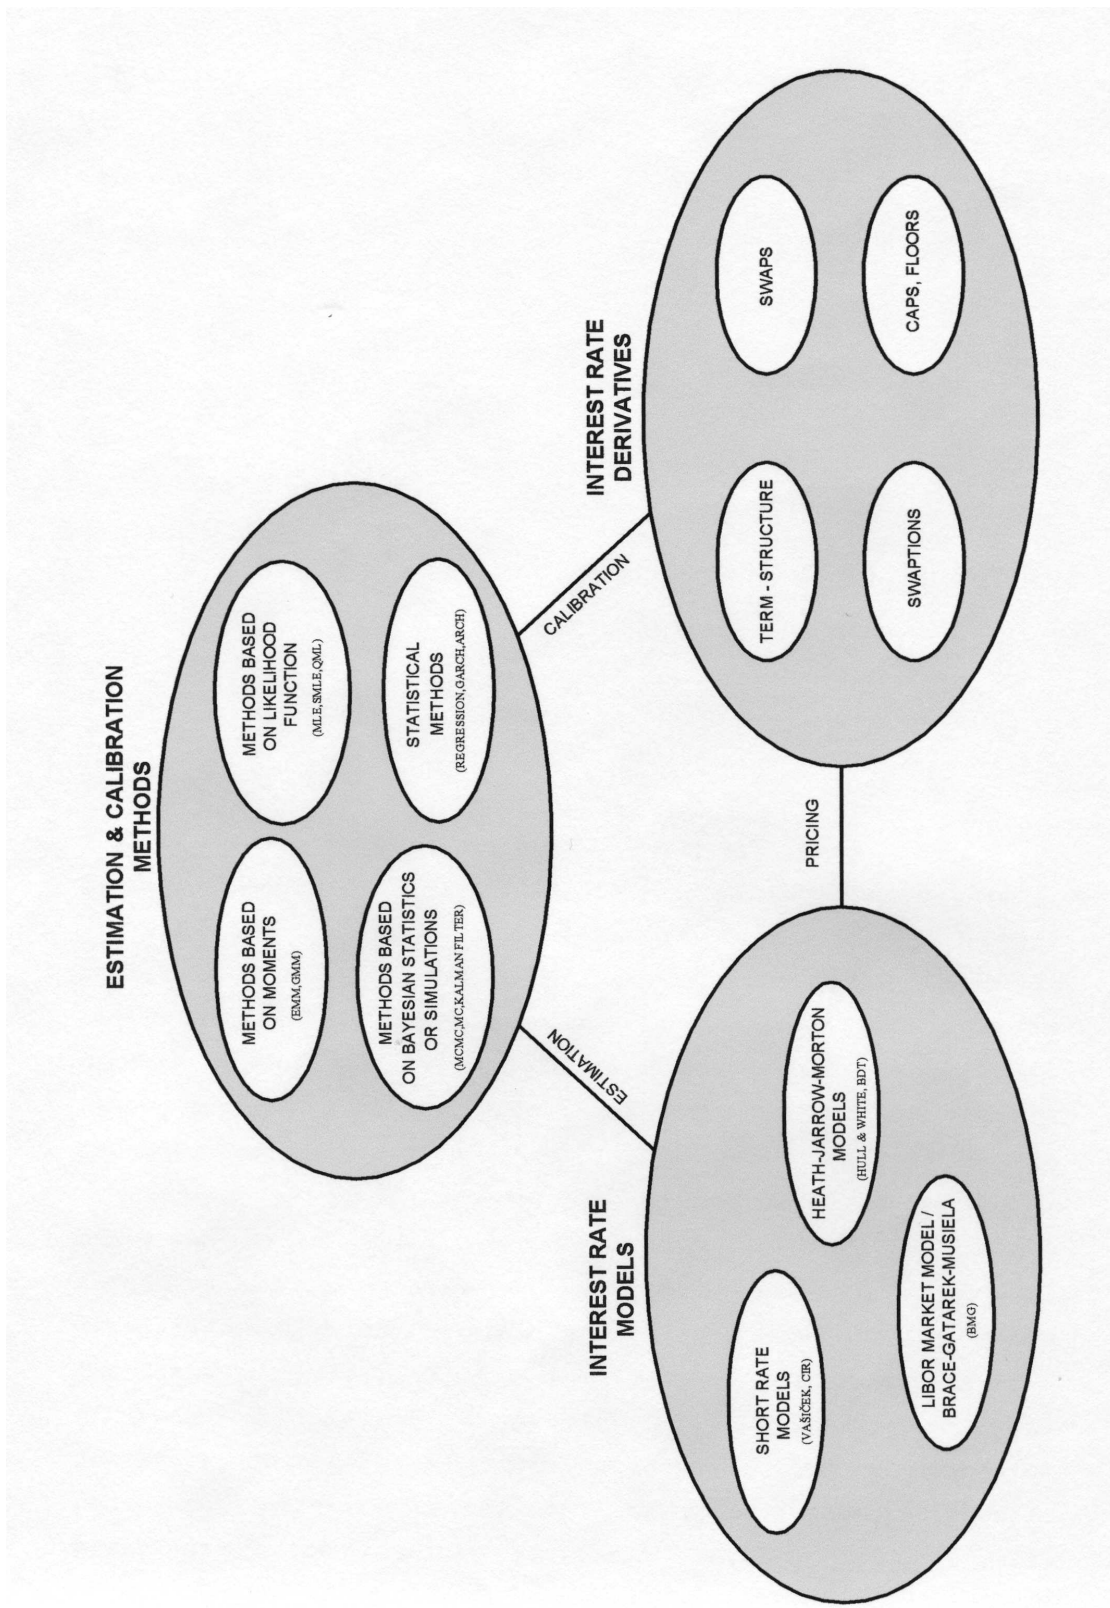 ESTIMATION & CALIBRATION
METHODS
METHODS BASED
ON MOMENTS
(EMM,GMM)
METHODS BASED
ON LIKELIHOOD
FUNCTION
(MLE,SMLE,QML)
METHODS BASED
ON BAYESIAN STATISTICS
OR SIMULATIONS
(MCMC,MC,KALMAN FILTER)
STATISTICAL
METHODS
(REGRESSION,GARCH,ARCH)
ESTIMATION
CALIBRATION
INTEREST RATE
MODELS
SHORT RATE
MODELS
(VAŠIČEK, CIR)
HEATH-JARROW-MORTON
MODELS
(HULL & WHITE, BDT)
LIBOR MARKET MODEL /
BRACE-GATAREK-MUSIELA
(BMG)
PRICING
INTEREST RATE
DERIVATIVES
TERM - STRUCTURE
SWAPS
SWAPTIONS
CAPS, FLOORS